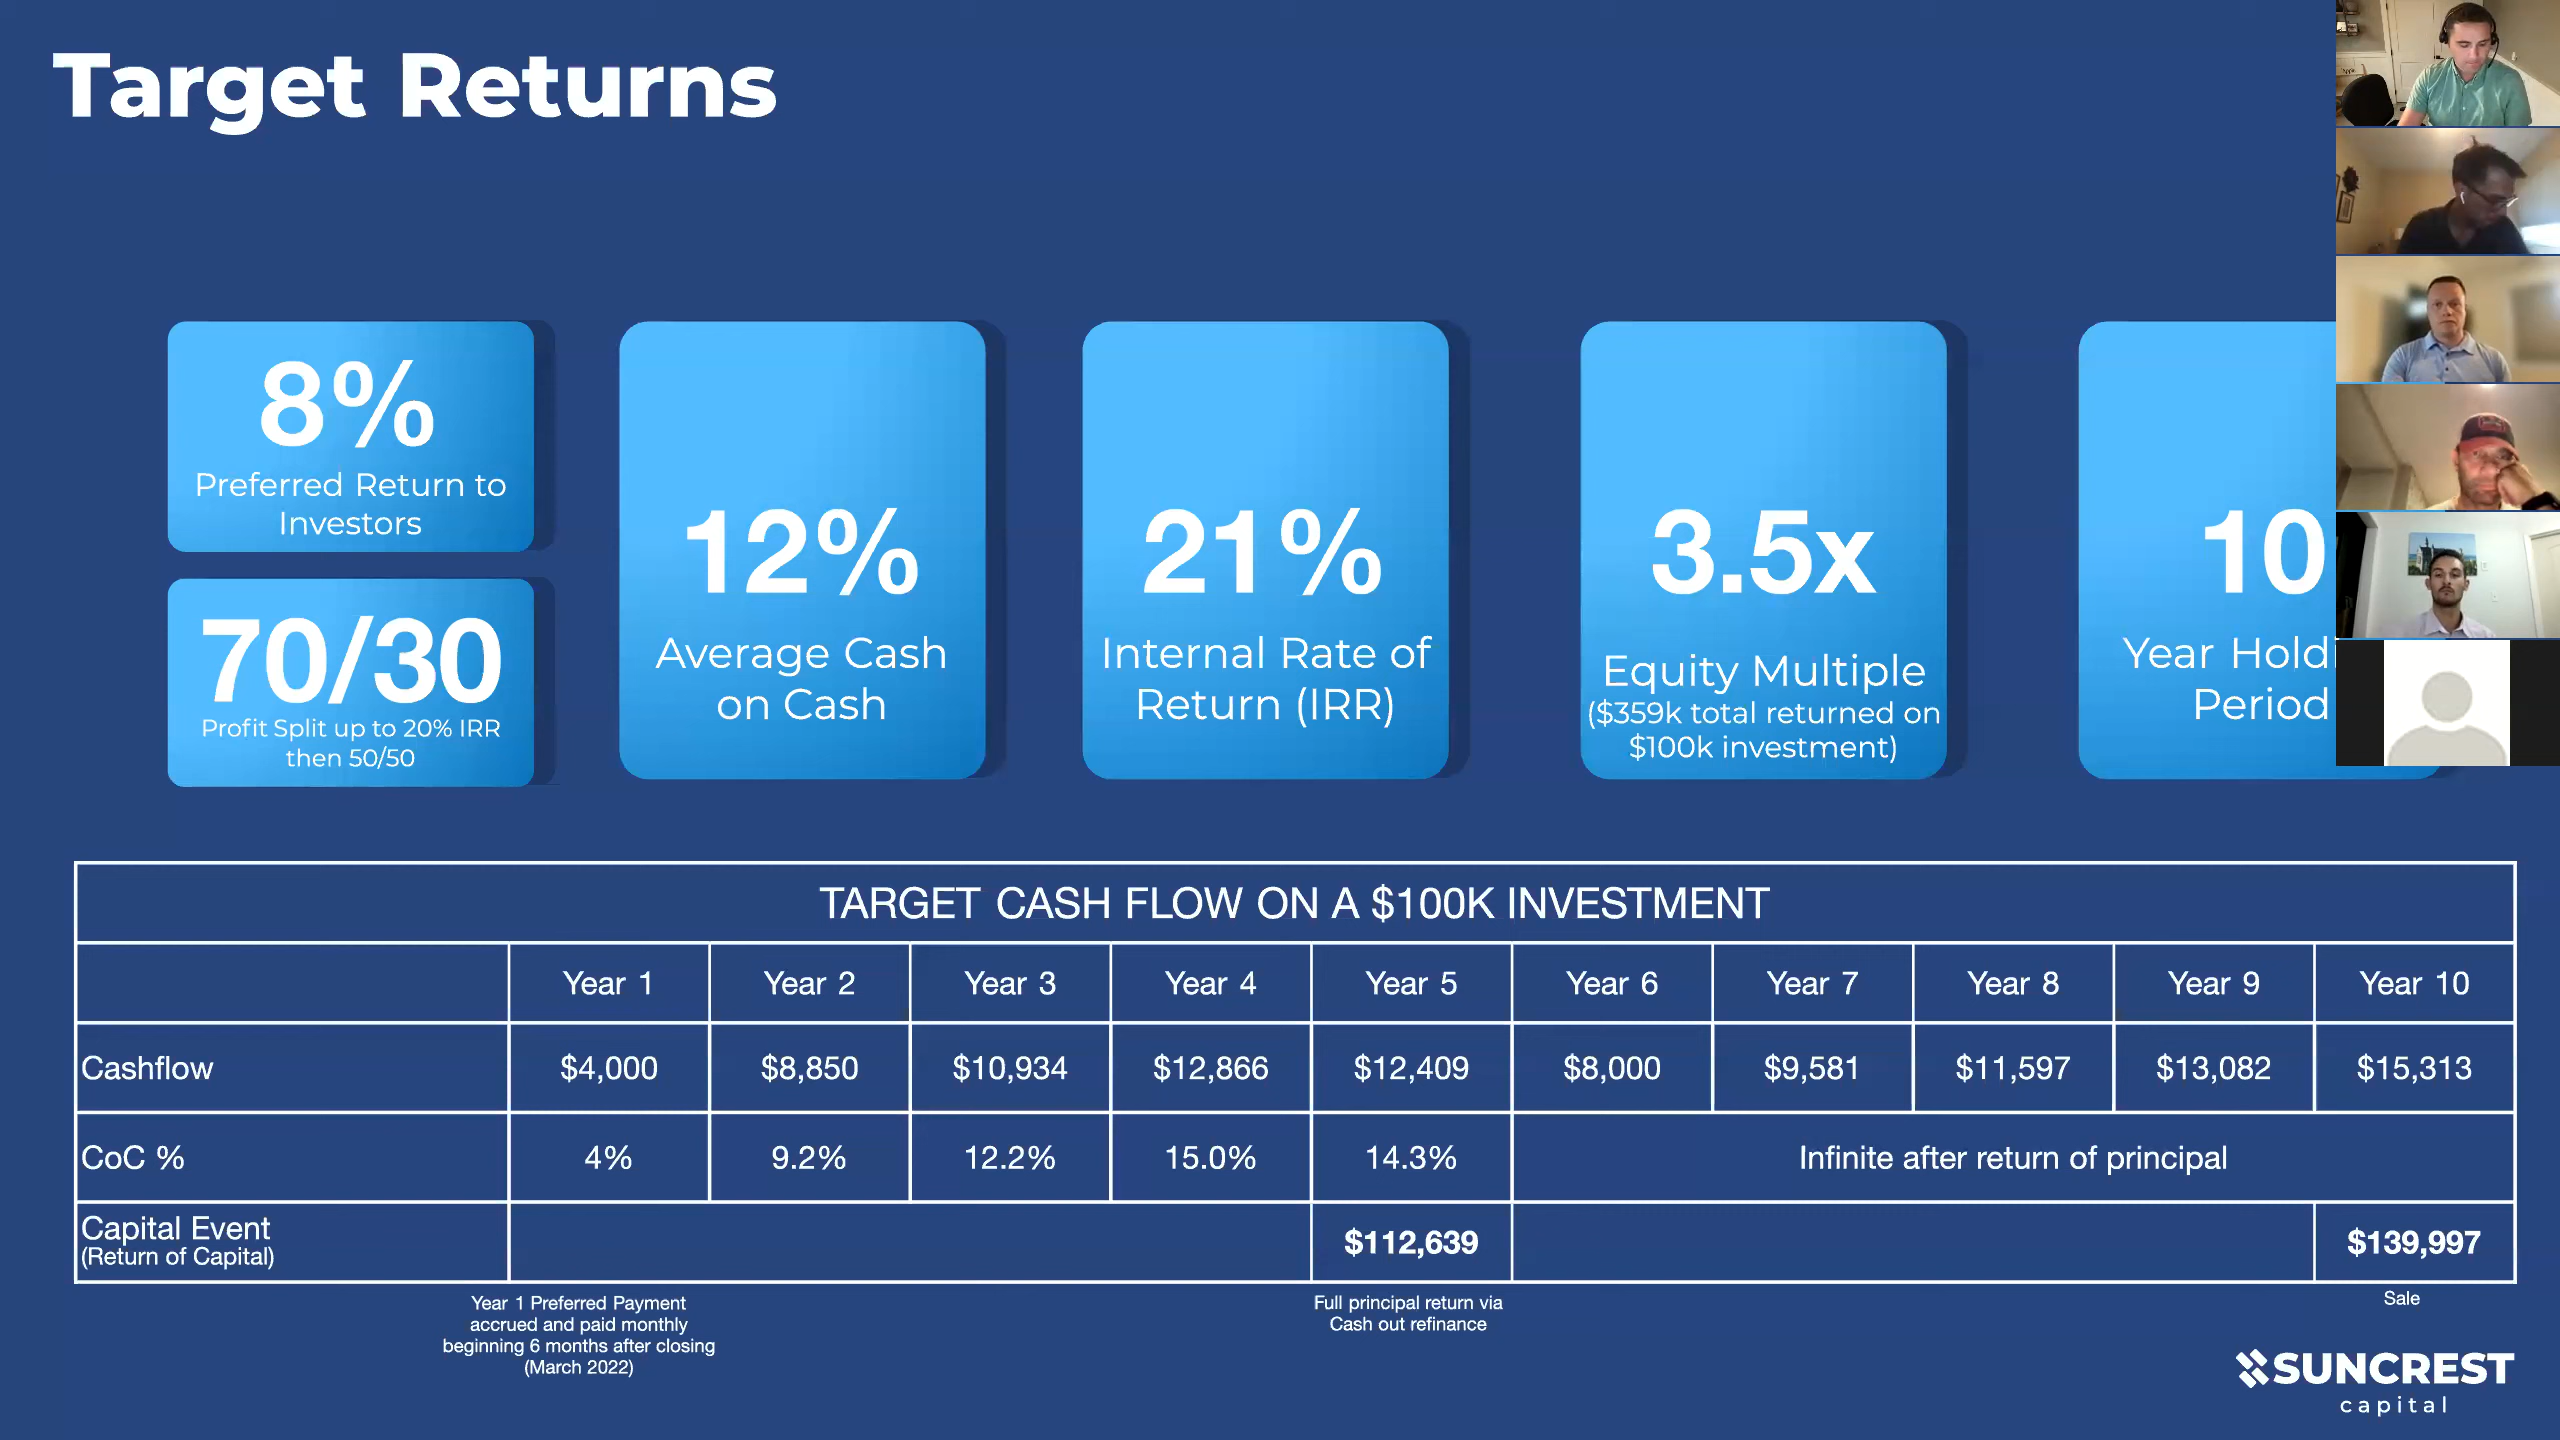 Target Returns
8%
Preferred Return to
Investors
70/30
Profit Split up to 20% IRR
then 50/50
12%
Average Cash
on Cash
21%
Internal Rate of
Return (IRR)
3.5x
Equity Multiple
($359k total returned on
$100k investment)
10
Year Holdi
Period
TARGET CASH FLOW ON A $100K INVESTMENT
Year 1 Year 2 Year 3 Year 4 Year 5 Year 6 Year 7 Year 8 Year 9 Year 10
Cashflow $4,000 $8,850 $10,934 $12,866 $12,409 $8,000 $9,581 $11,597 $13,082 $15,313
CoC % 4% 9.2% 12.2% 15.0% 14.3% Infinite after return of principal
Capital Event
(Return of Capital)
$112,639 $139,997
Year 1 Preferred Payment
accrued and paid monthly
beginning 6 months after closing
(March 2022)
Full principal return via
Cash out refinance
Sale
SUNCREST
capital